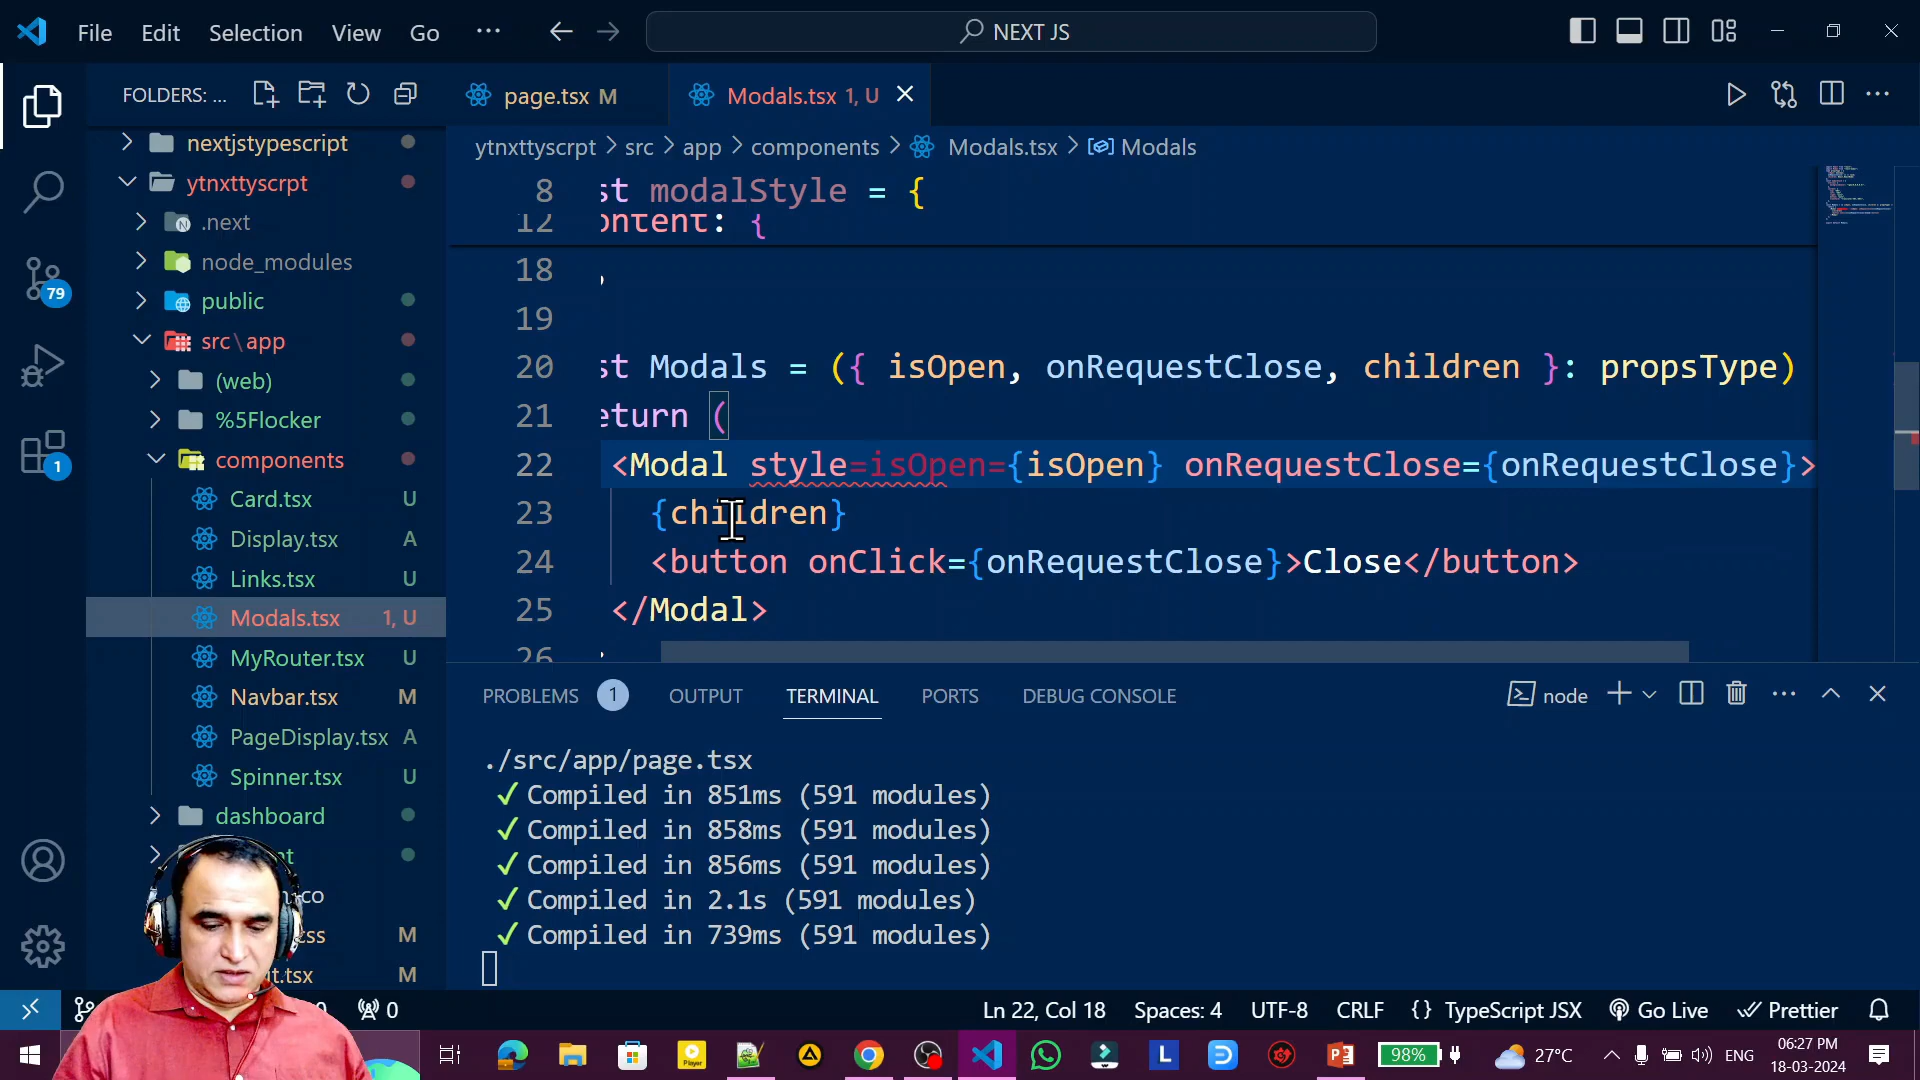 File Edit Selection View Go ··· NEXT JS
FOLDERS: ...
page.tsx M
Modals.tsx 1, U
nextjstypescript
ytnxttyscrpt
.next
node_modules
public
src\app
(web)
%5Flocker
components
Card.tsx U
Display.tsx A
Links.tsx U
Modals.tsx 1, U
MyRouter.tsx U
Navbar.tsx M
PageDisplay.tsx A
Spinner.tsx U
dashboard
M
M
79
1
ytnxttyscrpt > src > app > components > Modals.tsx > Modals
8 st modalStyle = {
12 ontent: {
18
19
20 st Modals = ({ isOpen, onRequestClose, children }: propsType)
21 eturn (
22 <Modal style=isOpen={isOpen} onRequestClose={onRequestClose}>
23 {children}
24 <button onClick={onRequestClose}>Close</button>
25 </Modal>
26
PROBLEMS 1 OUTPUT TERMINAL PORTS DEBUG CONSOLE node
./src/app/page.tsx
✓ Compiled in 851ms (591 modules)
✓ Compiled in 858ms (591 modules)
✓ Compiled in 856ms (591 modules)
✓ Compiled in 2.1s (591 modules)
✓ Compiled in 739ms (591 modules)
0 Ln 22, Col 18 Spaces: 4 UTF-8 CRLF {} TypeScript JSX Go Live Prettier
Player L 98% 27°C ENG 06:27 PM
18-03-2024